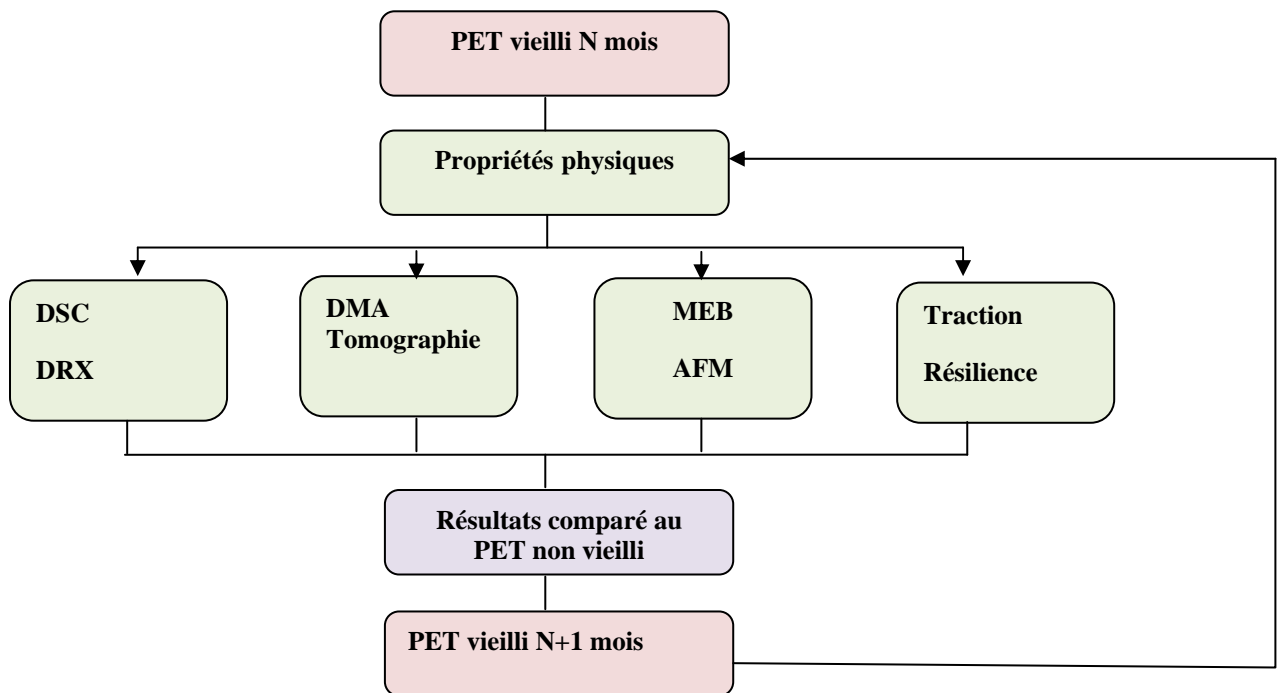 PET vieilli N mois
Propriétés physiques
DSC
DRX
DMA
Tomographie
MEB
AFM
Traction
Résilience
Résultats comparé au
PET non vieilli
PET vieilli N+1 mois